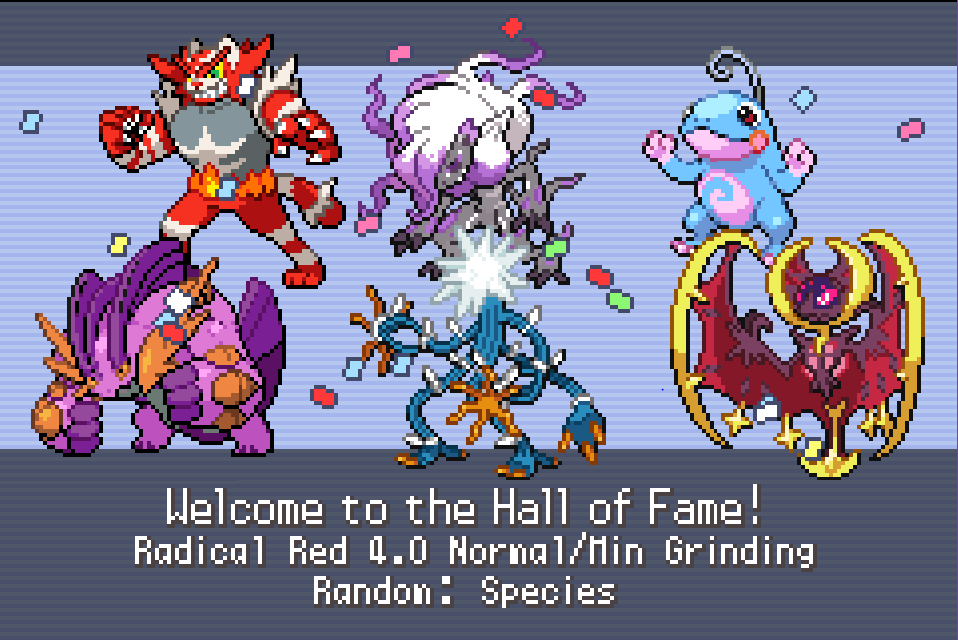 Welcome to the Hall of Fame!
Radical Red 4.0 Normal/Min Grinding
Random: Species